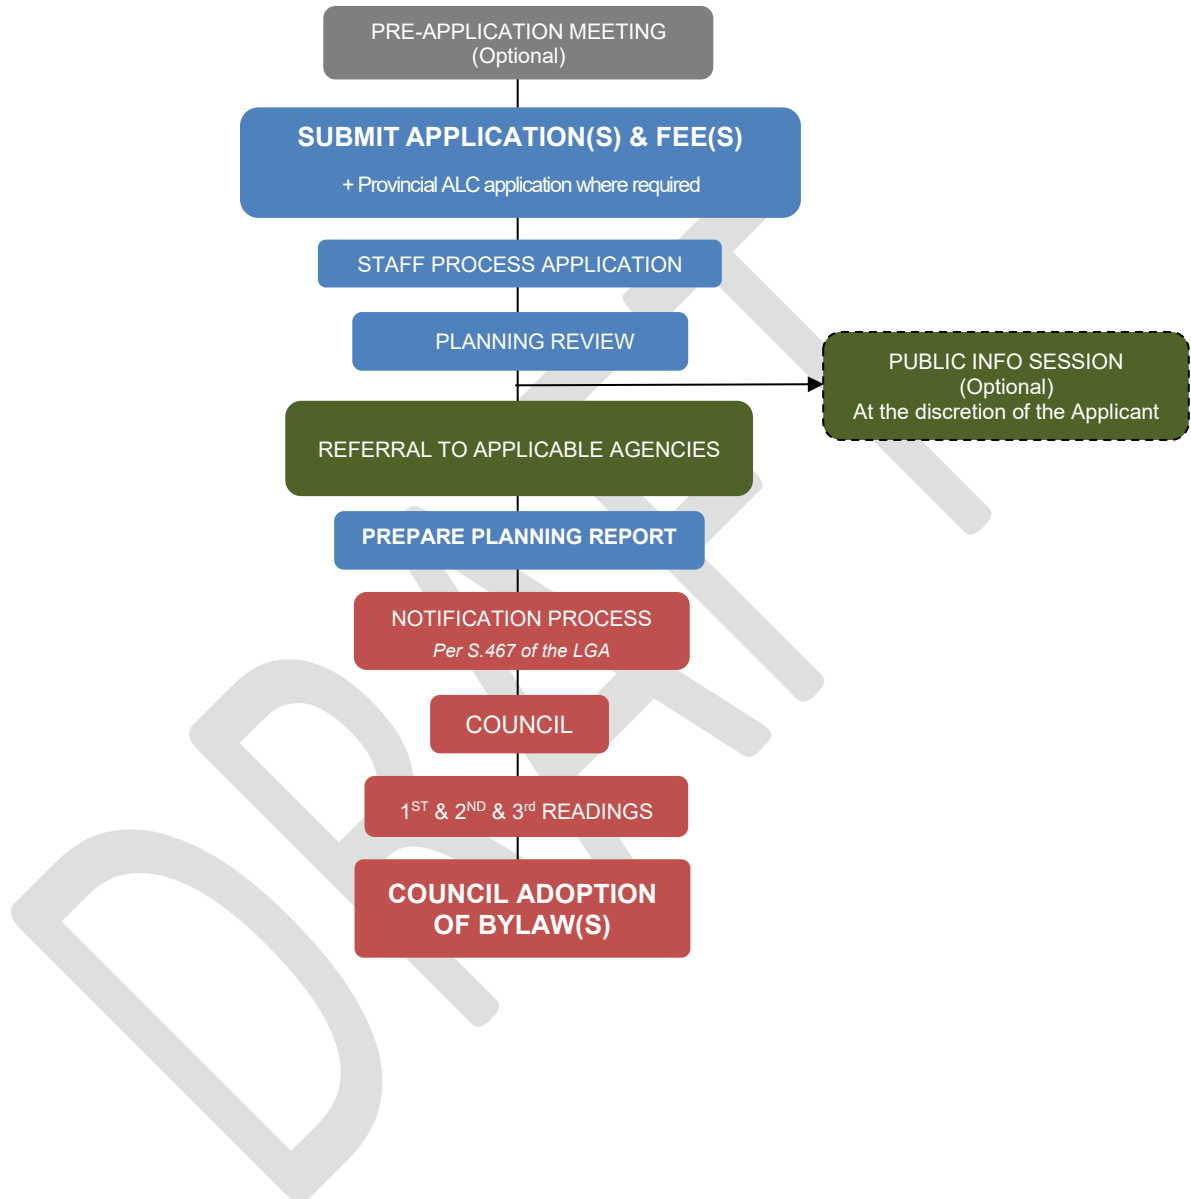 PRE-APPLICATION MEETING
(Optional)
SUBMIT APPLICATION(S) & FEE(S)
+ Provincial ALC application where required
STAFF PROCESS APPLICATION
PLANNING REVIEW
PUBLIC INFO SESSION
(Optional)
At the discretion of the Applicant
REFERRAL TO APPLICABLE AGENCIES
PREPARE PLANNING REPORT
NOTIFICATION PROCESS
Per S.467 of the LGA
COUNCIL
1ST & 2ND & 3rd READINGS
COUNCIL ADOPTION
OF BYLAW(S)
DRAFT